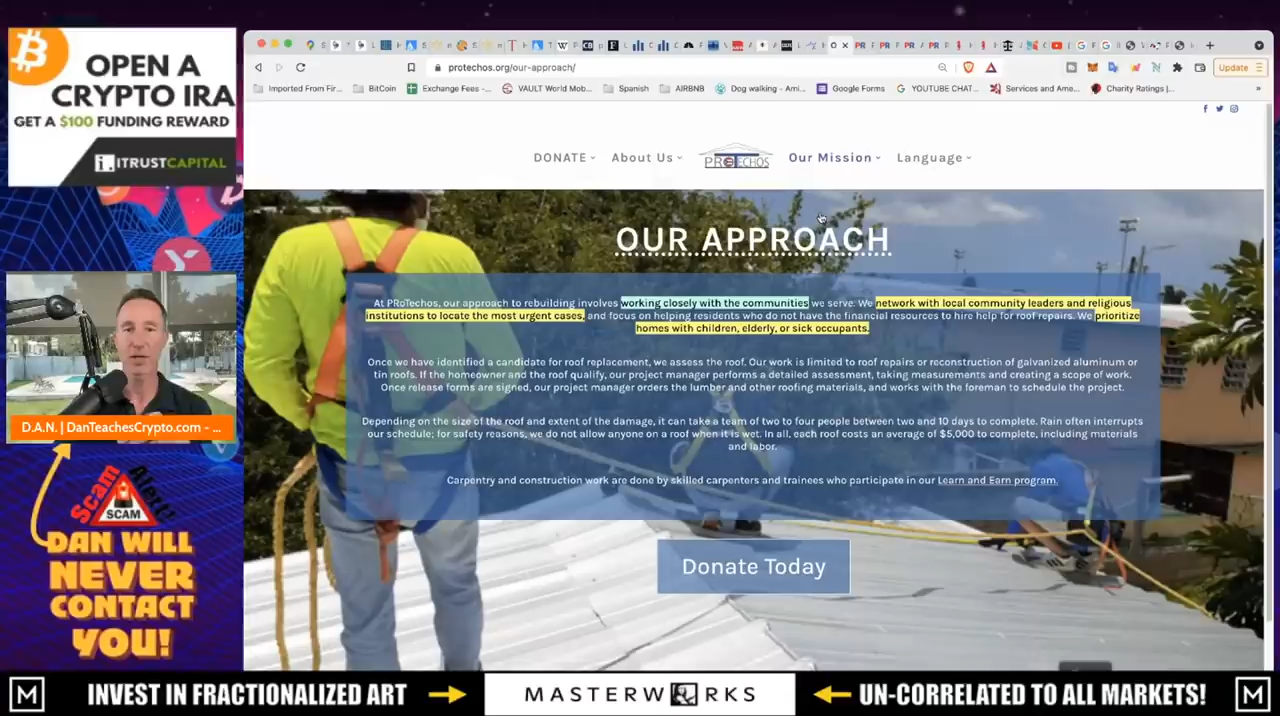 OPEN A
CRYPTO IRA
GET A $100 FUNDING REWARD
ITRUSTCAPITAL
D.A.N. | DanTeachesCrypto.com - ...
Scam Alert!
SCAM
DAN WILL
NEVER
CONTACT
YOU!
protechos.org/our-approach/
Update
Imported From Fir...
BitCoin
Exchange Fees -...
VAULT World Mob...
Spanish
AIRBNB
Dog walking - Ami...
Google Forms
YOUTUBE CHAT...
Services and Ame...
Charity Ratings |...
DONATE
About Us
PRoTECHOS
Our Mission
Language
OUR APPROACH
At PRoTechos, our approach to rebuilding involves working closely with the communities we serve. We network with local community leaders and religious
institutions to locate the most urgent cases, and focus on helping residents who do not have the financial resources to hire help for roof repairs. We prioritize
homes with children, elderly, or sick occupants.
Once we have identified a candidate for roof replacement, we assess the roof. Our work is limited to roof repairs or reconstruction of galvanized aluminum or
tin roofs. If the homeowner and the roof qualify, our project manager performs a detailed assessment, taking measurements and creating a scope of work.
Once release forms are signed, our project manager orders the lumber and other roofing materials, and works with the foreman to schedule the project.
Depending on the size of the roof and extent of the damage, it can take a team of two to four people between two and 10 days to complete. Rain often interrupts
our schedule; for safety reasons, we do not allow anyone on a roof when it is wet. In all, each roof costs an average of $5,000 to complete, including materials
and labor.
Carpentry and construction work are done by skilled carpenters and trainees who participate in our Learn and Earn program.
Donate Today
M INVEST IN FRACTIONALIZED ART MASTERWORKS UN-CORRELATED TO ALL MARKETS! M